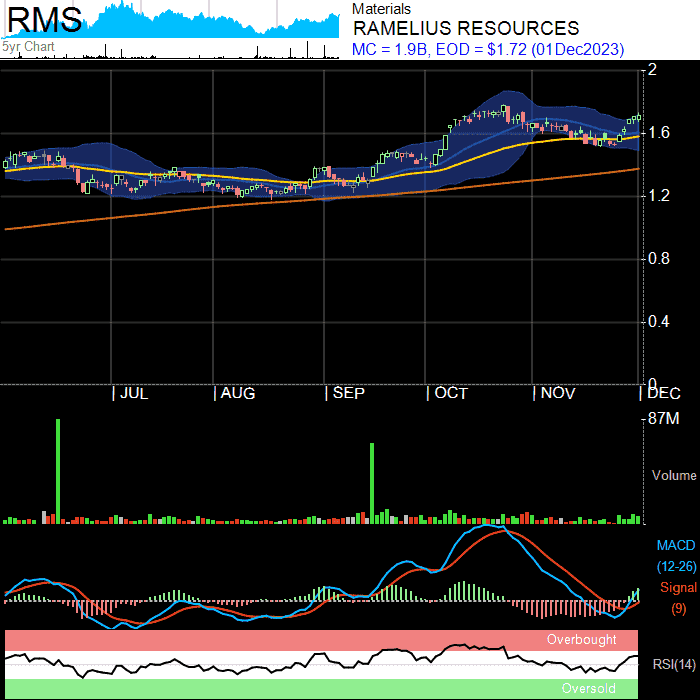 RMS
5yr Chart
Materials
RAMELIUS RESOURCES
MC = 1.9B, EOD = $1.72 (01Dec2023)
2
1.6
1.2
0.8
0.4
0
JUL AUG SEP OCT NOV DEC
87M
Volume
MACD
(12-26)
Signal
(9)
Overbought
RSI(14)
Oversold